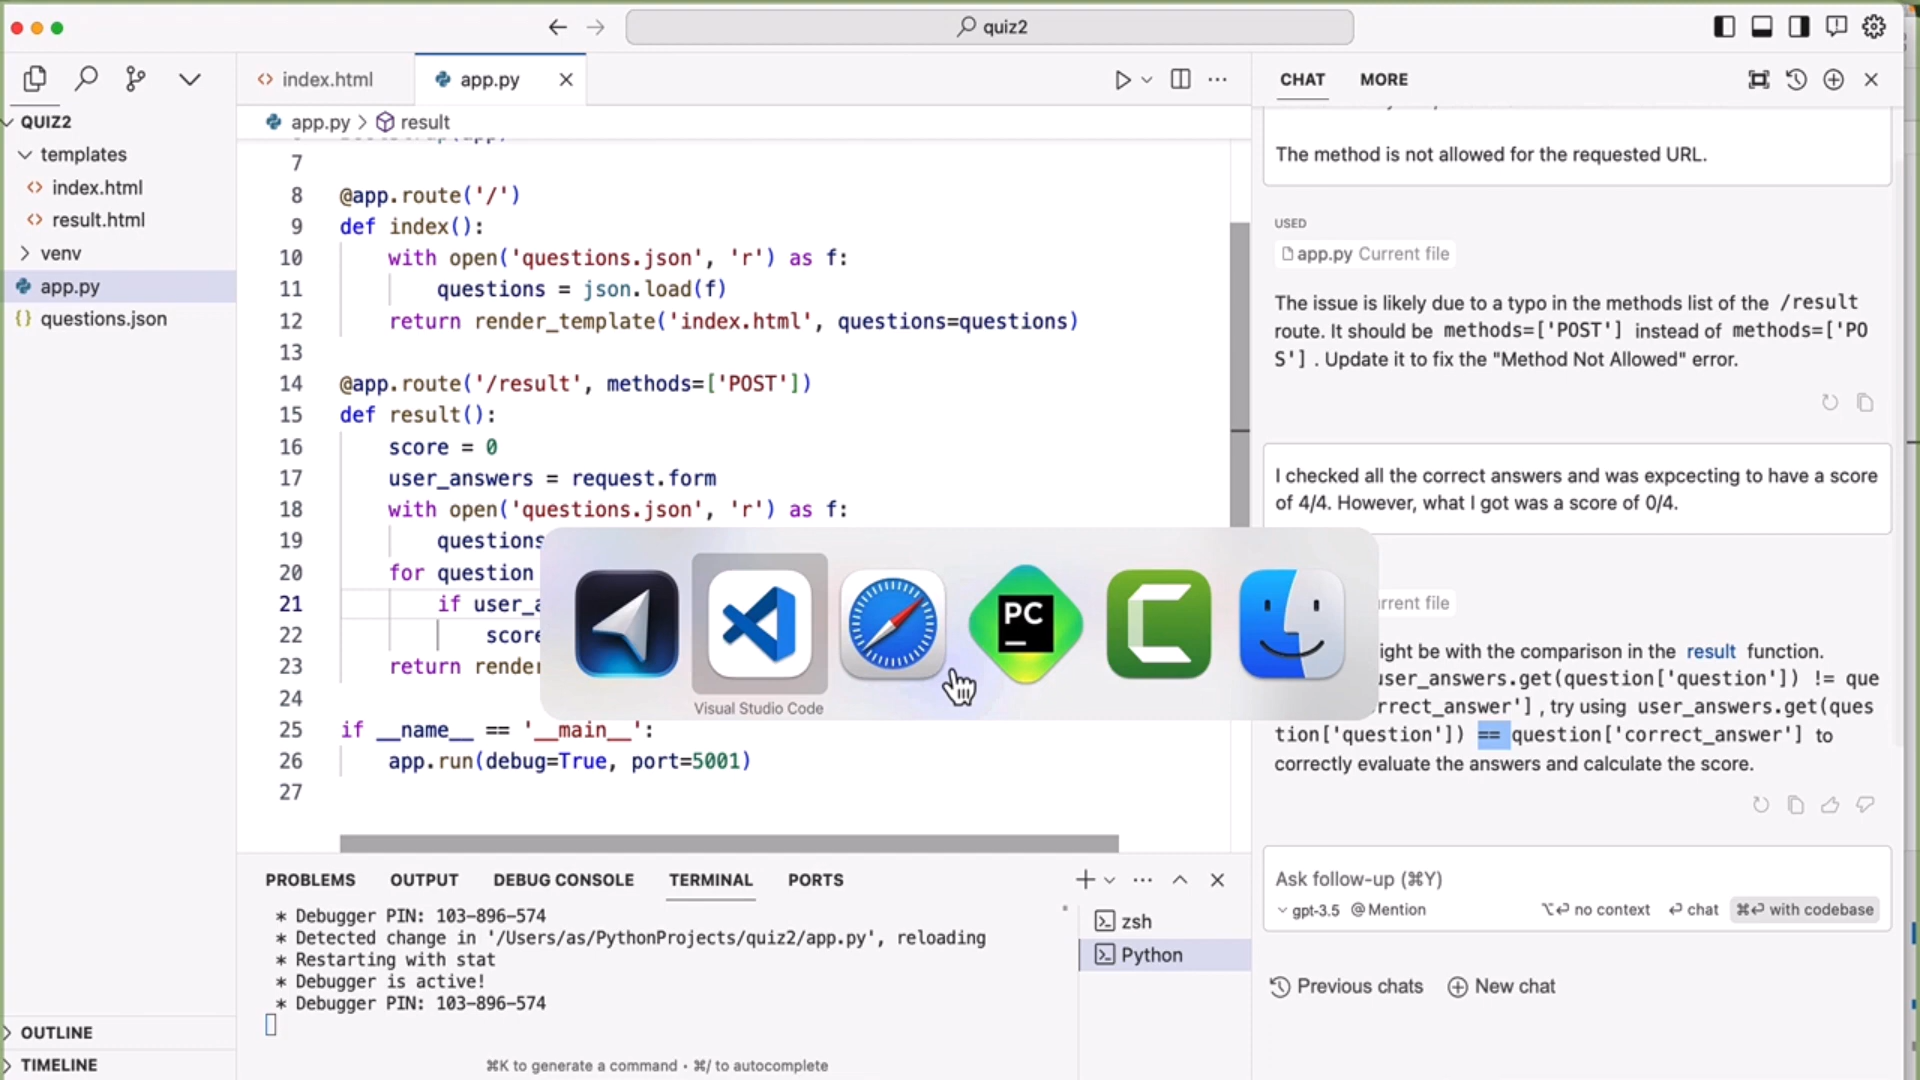 quiz2
index.html
app.py
CHAT
MORE
QUIZ2
templates
index.html
result.html
venv
app.py
questions.json
OUTLINE
TIMELINE
app.py > result
7
8 @app.route('/')
9 def index():
10 with open('questions.json', 'r') as f:
11 questions = json.load(f)
12 return render_template('index.html', questions=questions)
13
14 @app.route('/result', methods=['POST'])
15 def result():
16 score = 0
17 user_answers = request.form
18 with open('questions.json', 'r') as f:
19 questions
20 for question
21 if user_a
22 score
23 return render
24
25 if __name__ == '__main__':
26 app.run(debug=True, port=5001)
27
PC
Visual Studio Code
PROBLEMS
OUTPUT
DEBUG CONSOLE
TERMINAL
PORTS
* Debugger PIN: 103-896-574
* Detected change in '/Users/as/PythonProjects/quiz2/app.py', reloading
* Restarting with stat
* Debugger is active!
* Debugger PIN: 103-896-574
⌘K to generate a command • ⌘/ to autocomplete
zsh
Python
The method is not allowed for the requested URL.
USED
app.py Current file
The issue is likely due to a typo in the methods list of the /result
route. It should be methods=['POST'] instead of methods=['PO
S'] . Update it to fix the "Method Not Allowed" error.
I checked all the correct answers and was expcecting to have a score
of 4/4. However, what I got was a score of 0/4.
rrent file
ight be with the comparison in the result function.
user_answers.get(question['question']) != que
rrect_answer'] , try using user_answers.get(ques
tion['question']) == question['correct_answer'] to
correctly evaluate the answers and calculate the score.
Ask follow-up (⌘Y)
gpt-3.5 @ Mention
⌥↩ no context
↩ chat
⌘↩ with codebase
Previous chats
New chat